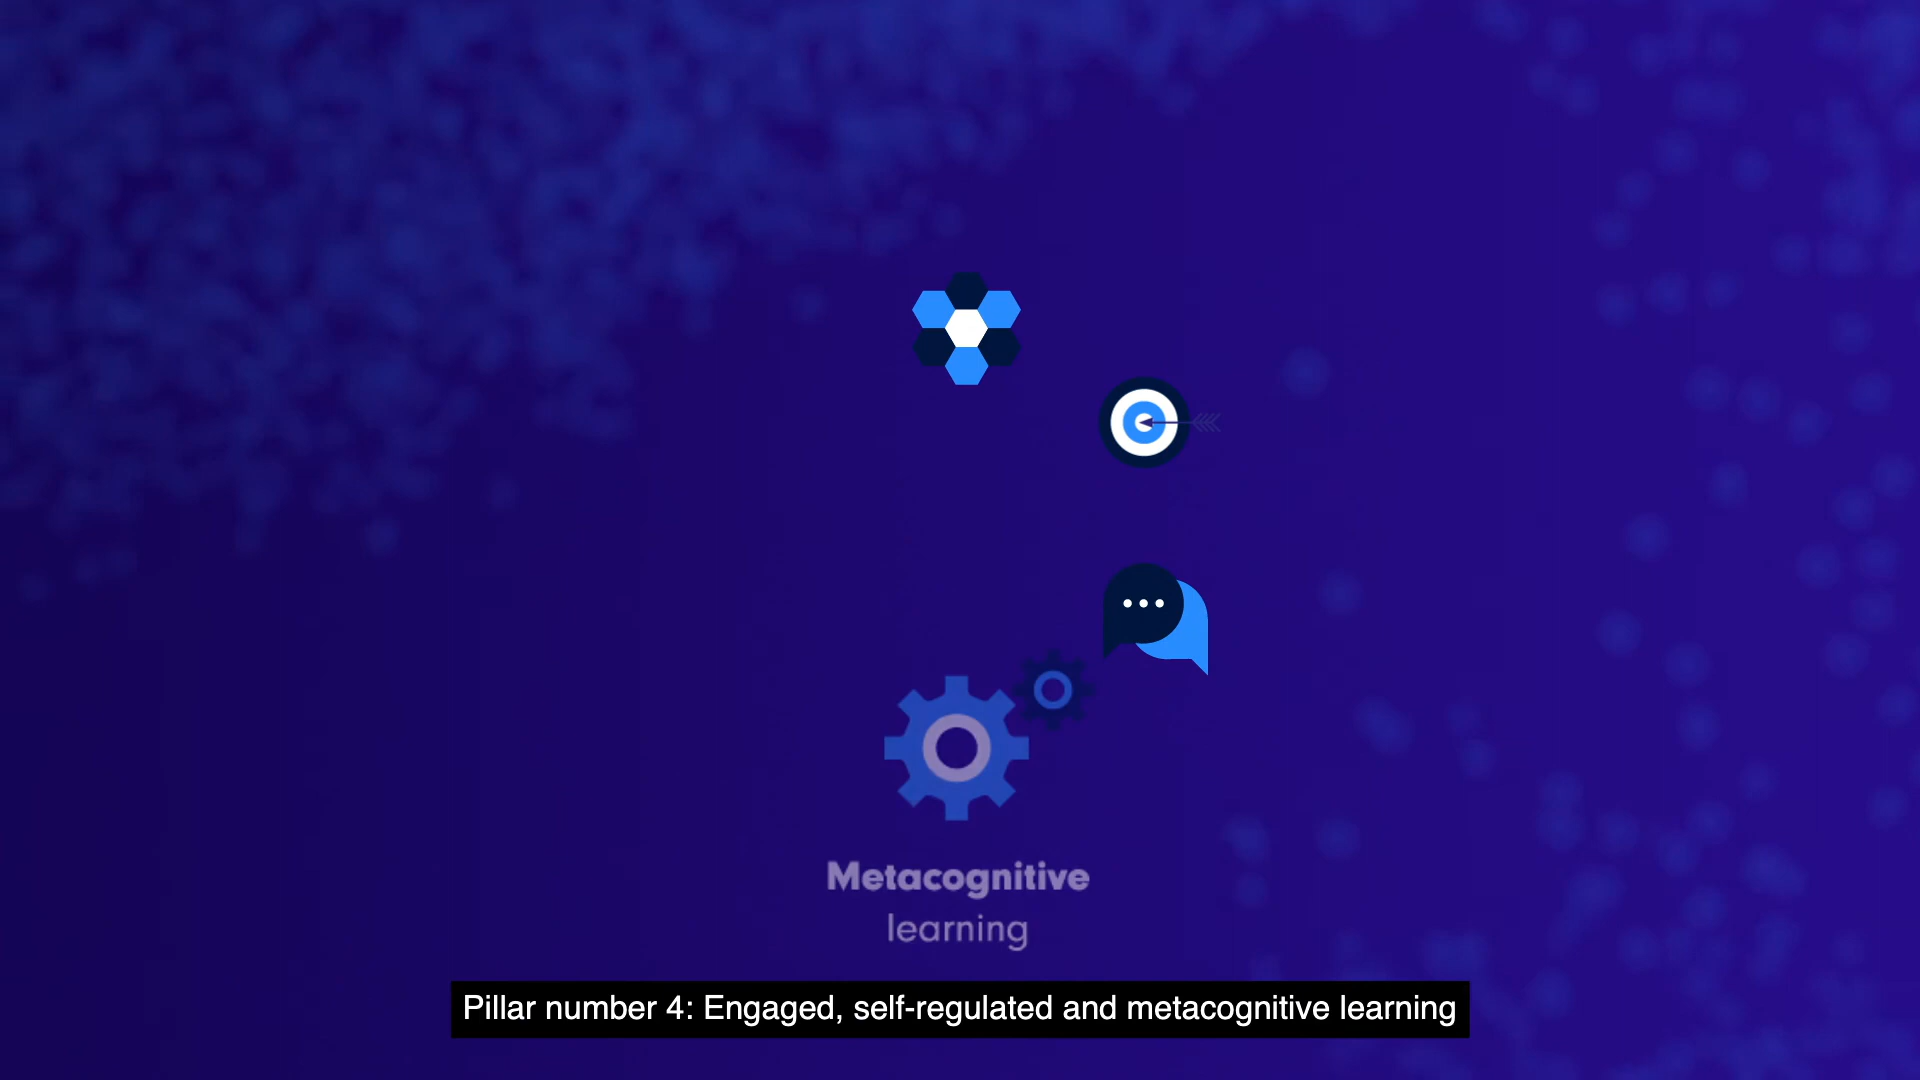 Metacognitive
learning
Pillar number 4: Engaged, self-regulated and metacognitive learning